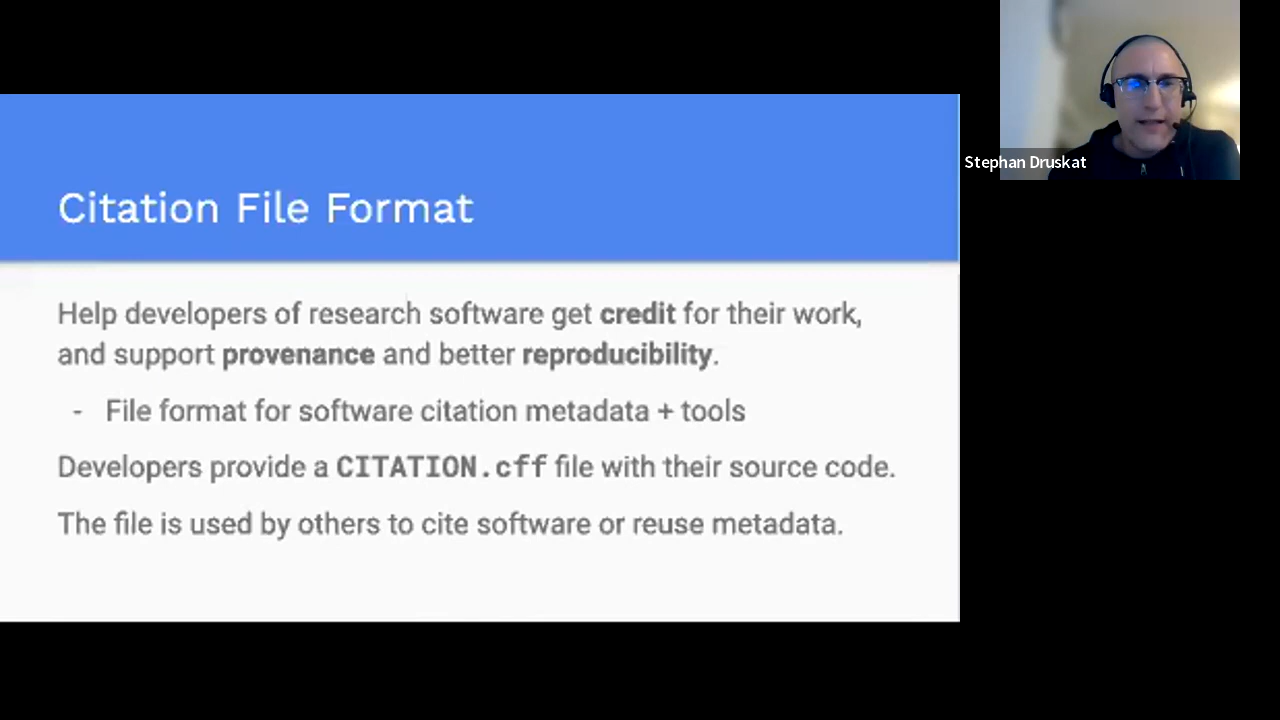 Citation File Format
Help developers of research software get credit for their work,
and support provenance and better reproducibility.
- File format for software citation metadata + tools
Developers provide a CITATION.cff file with their source code.
The file is used by others to cite software or reuse metadata.
Stephan Druskat